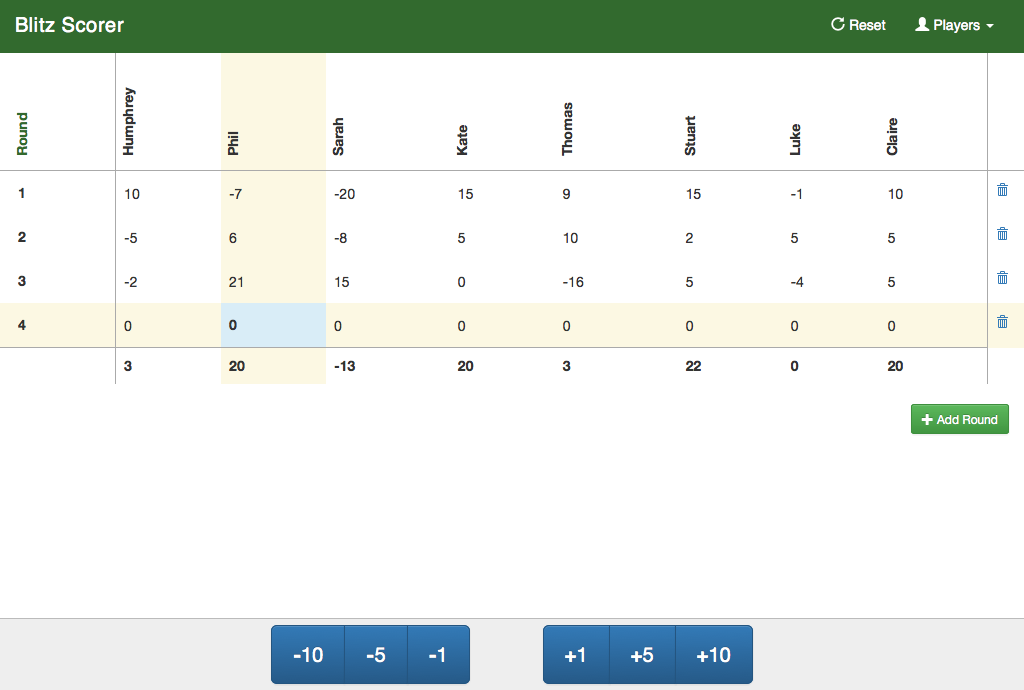 Blitz Scorer Reset Players
Round Humphrey Phil Sarah Kate Thomas Stuart Luke Claire
1 10 -7 -20 15 9 15 -1 10
2 -5 6 -8 5 10 2 5 5
3 -2 21 15 0 -16 5 -4 5
4 0 0 0 0 0 0 0 0
3 20 -13 20 3 22 0 20
+ Add Round
-10 -5 -1 +1 +5 +10